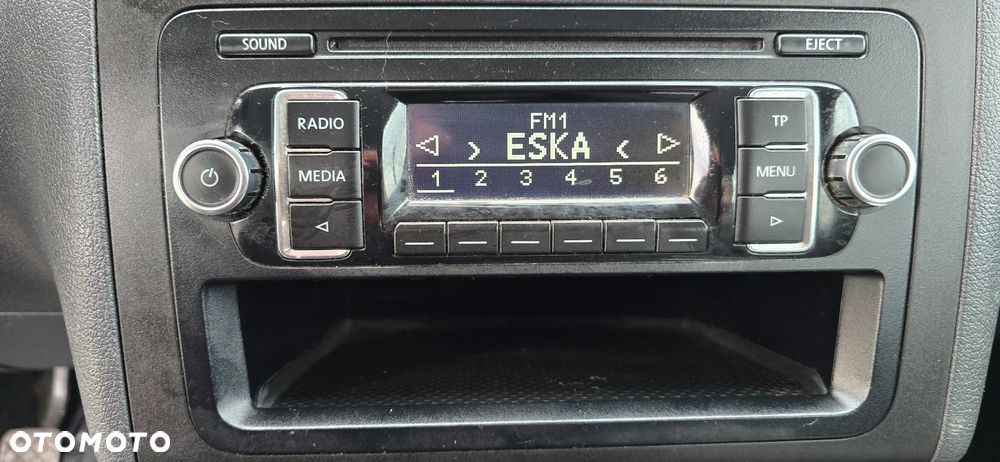 SOUND
EJECT
RADIO
MEDIA
FM1
ESKA
1 2 3 4 5 6
TP
MENU
OTOMOTO